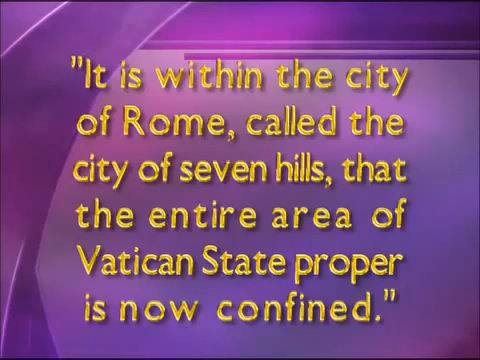 "It is within the city
of Rome, called the
city of seven hills, that
the entire area of
Vatican State proper
is now confined."